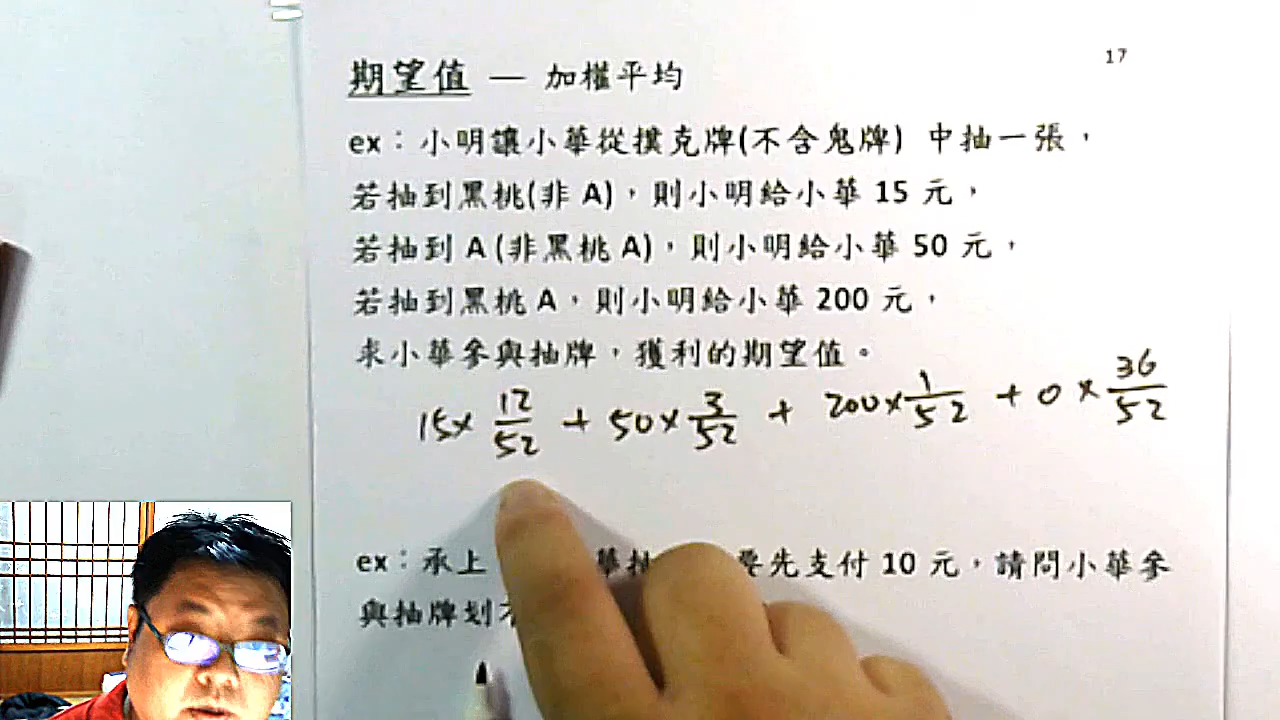 17
期望值 — 加權平均
ex：小明讓小華從撲克牌(不含鬼牌) 中抽一張，
若抽到黑桃(非 A)，則小明給小華 15 元，
若抽到 A (非黑桃 A)，則小明給小華 50 元，
若抽到黑桃 A，則小明給小華 200 元，
求小華參與抽牌，獲利的期望值。
15× 12/52 + 50× 3/52 + 200× 1/52 + 0 × 36/52
ex：承上 華抽 要先支付 10 元，請問小華參
與抽牌划